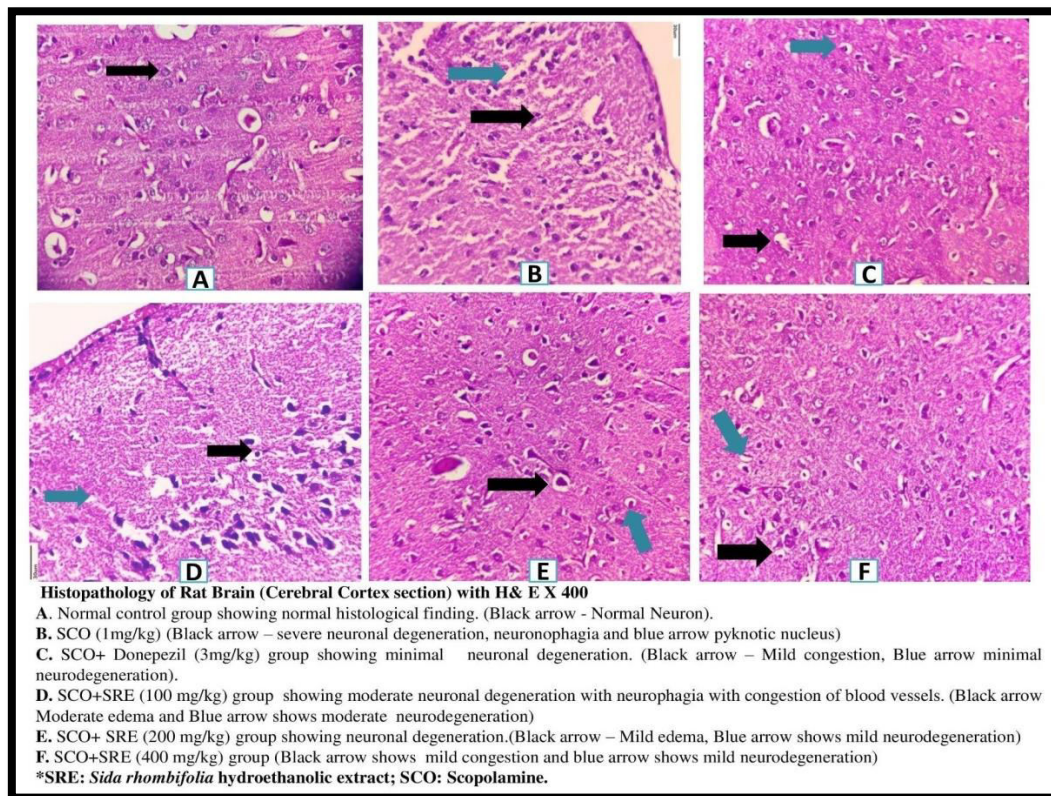 A
B
C
D
E
F
Histopathology of Rat Brain (Cerebral Cortex section) with H& E X 400
A. Normal control group showing normal histological finding. (Black arrow - Normal Neuron).
B. SCO (1mg/kg) (Black arrow – severe neuronal degeneration, neuronophagia and blue arrow pyknotic nucleus)
C. SCO+ Donepezil (3mg/kg) group showing minimal neuronal degeneration. (Black arrow – Mild congestion, Blue arrow minimal
neurodegeneration).
D. SCO+SRE (100 mg/kg) group showing moderate neuronal degeneration with neurophagia with congestion of blood vessels. (Black arrow
Moderate edema and Blue arrow shows moderate neurodegeneration)
E. SCO+ SRE (200 mg/kg) group showing neuronal degeneration.(Black arrow – Mild edema, Blue arrow shows mild neurodegeneration)
F. SCO+SRE (400 mg/kg) group (Black arrow shows mild congestion and blue arrow shows mild neurodegeneration)
*SRE: Sida rhombifolia hydroethanolic extract; SCO: Scopolamine.